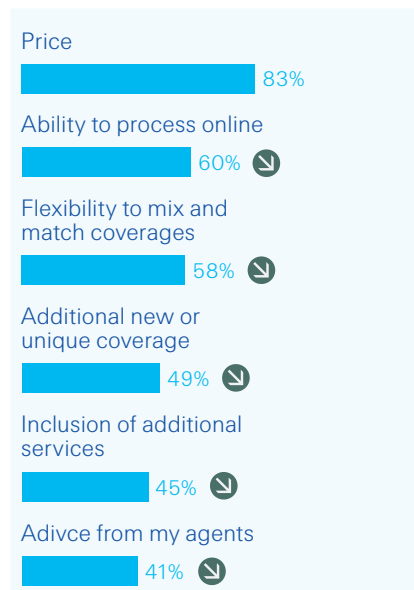 Price
83%
Ability to process online
60%
Flexibility to mix and
match coverages
58%
Additional new or
unique coverage
49%
Inclusion of additional
services
45%
Adivce from my agents
41%